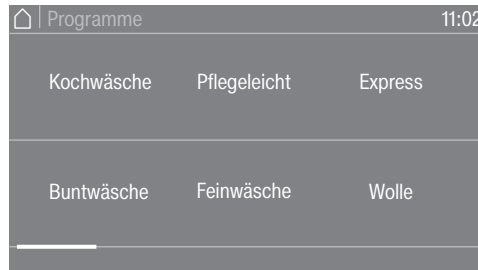 Programme 11:02
Kochwäsche Pflegeleicht Express
Buntwäsche Feinwäsche Wolle